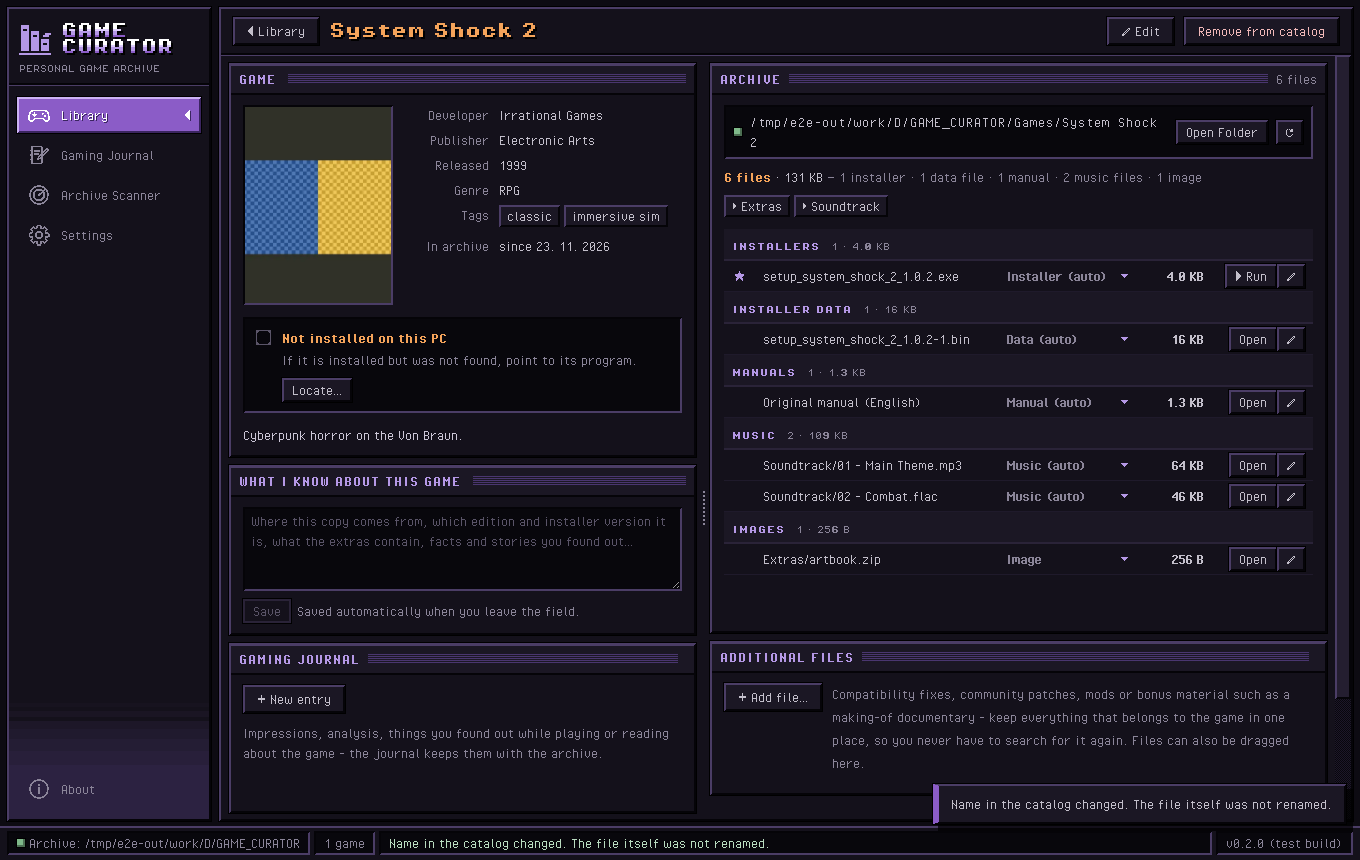 GAME
CURATOR
PERSONAL GAME ARCHIVE
Library
Gaming Journal
Archive Scanner
Settings
About
Library
System Shock 2
Edit
Remove from catalog
GAME
Developer Irrational Games
Publisher Electronic Arts
Released 1999
Genre RPG
Tags classic immersive sim
In archive since 23. 11. 2026
Not installed on this PC
If it is installed but was not found, point to its program.
Locate…
Cyberpunk horror on the Von Braun.
WHAT I KNOW ABOUT THIS GAME
Where this copy comes from, which edition and installer version it
is, what the extras contain, facts and stories you found out…
Save Saved automatically when you leave the field.
GAMING JOURNAL
+ New entry
Impressions, analysis, things you found out while playing or reading
about the game – the journal keeps them with the archive.
ARCHIVE 6 files
/tmp/e2e-out/work/D/GAME_CURATOR/Games/System Shock
2
Open Folder
6 files · 131 KB — 1 installer · 1 data file · 1 manual · 2 music files · 1 image
Extras Soundtrack
INSTALLERS 1 · 4.0 KB
setup_system_shock_2_1.0.2.exe Installer (auto) 4.0 KB Run
INSTALLER DATA 1 · 16 KB
setup_system_shock_2_1.0.2-1.bin Data (auto) 16 KB Open
MANUALS 1 · 1.3 KB
Original manual (English) Manual (auto) 1.3 KB Open
MUSIC 2 · 109 KB
Soundtrack/01 - Main Theme.mp3 Music (auto) 64 KB Open
Soundtrack/02 - Combat.flac Music (auto) 46 KB Open
IMAGES 1 · 256 B
Extras/artbook.zip Image 256 B Open
ADDITIONAL FILES
+ Add file…
Compatibility fixes, community patches, mods or bonus material such as a
making-of documentary – keep everything that belongs to the game in one
place, so you never have to search for it again. Files can also be dragged
here.
Name in the catalog changed. The file itself was not renamed.
Archive: /tmp/e2e-out/work/D/GAME_CURATOR 1 game Name in the catalog changed. The file itself was not renamed. v0.2.0 (test build)